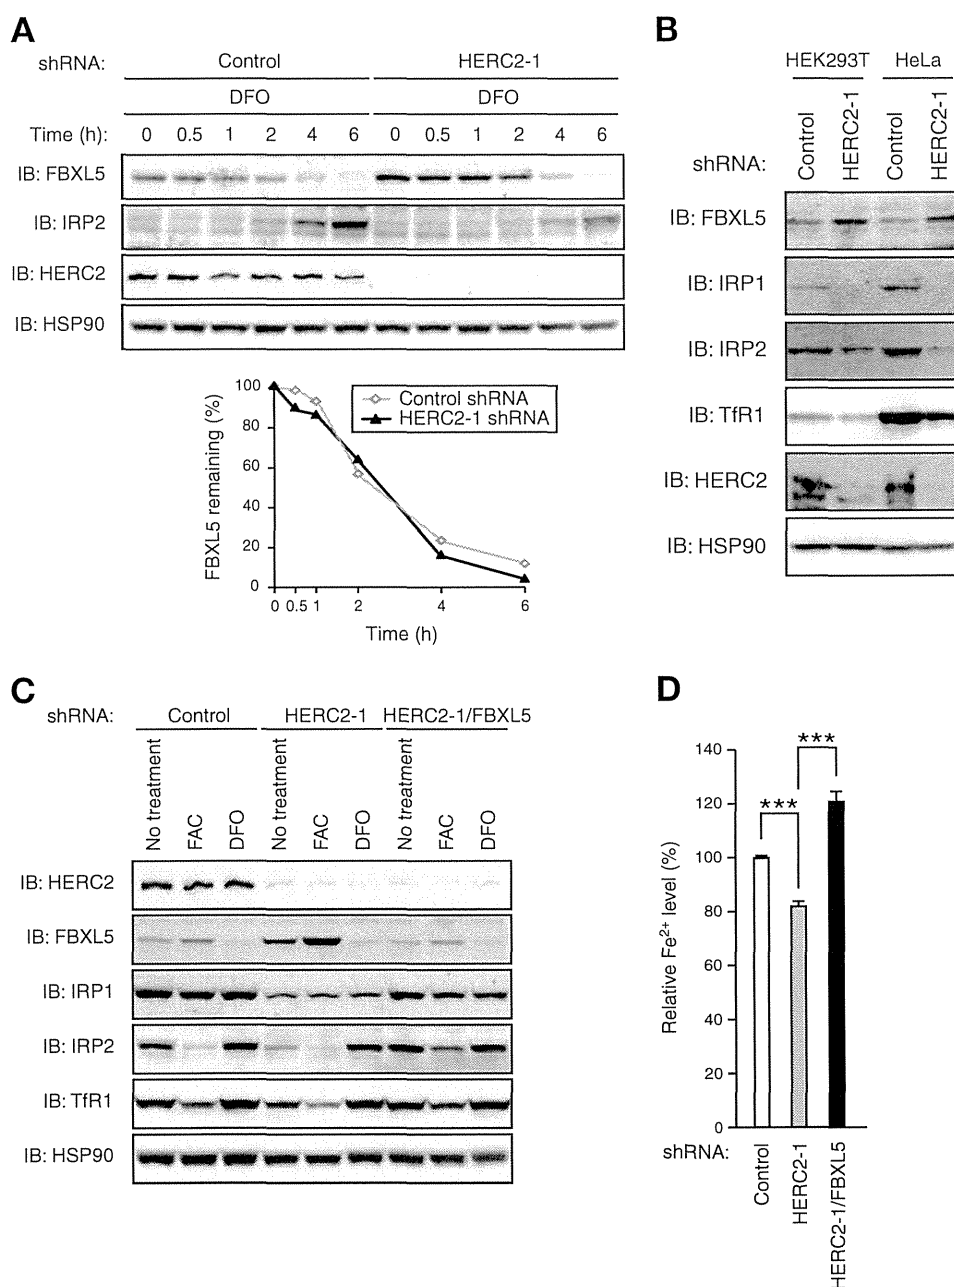 A
shRNA: Control HERC2-1
DFO DFO
Time (h): 0 0.5 1 2 4 6 0 0.5 1 2 4 6
IB: FBXL5
IB: IRP2
IB: HERC2
IB: HSP90
FBXL5 remaining (%)
100
80
60
40
20
0
Control shRNA
HERC2-1 shRNA
0 0.5 1 2 4 6
Time (h)
B
HEK293T HeLa
shRNA: Control HERC2-1 Control HERC2-1
IB: FBXL5
IB: IRP1
IB: IRP2
IB: TfR1
IB: HERC2
IB: HSP90
C
shRNA: Control HERC2-1 HERC2-1/FBXL5
No treatment FAC DFO No treatment FAC DFO No treatment FAC DFO
IB: HERC2
IB: FBXL5
IB: IRP1
IB: IRP2
IB: TfR1
IB: HSP90
D
Relative Fe2+ level (%)
140
120
100
80
60
40
20
0
***
***
shRNA: Control HERC2-1 HERC2-1/FBXL5